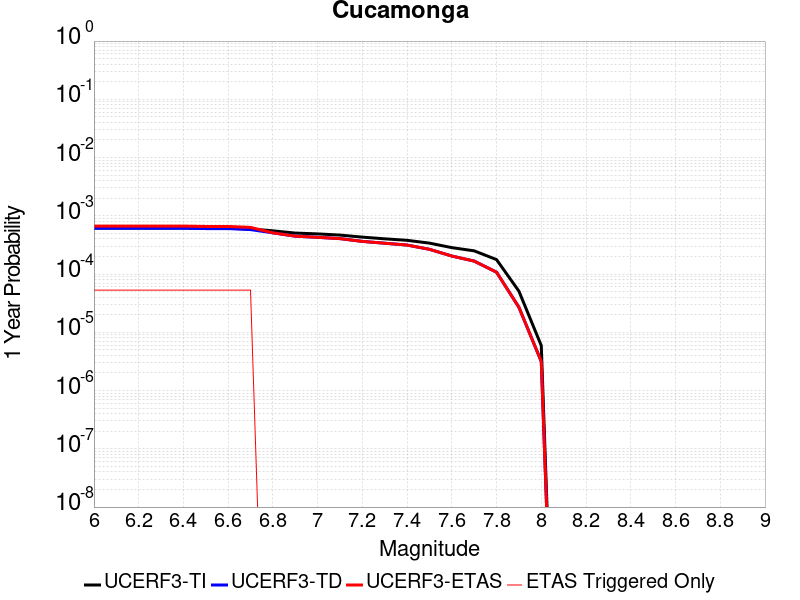 Cucamonga
10^0
10^-1
10^-2
10^-3
10^-4
10^-5
10^-6
10^-7
10^-8
1 Year Probability
6 6.2 6.4 6.6 6.8 7 7.2 7.4 7.6 7.8 8 8.2 8.4 8.6 8.8 9
Magnitude
UCERF3-TI UCERF3-TD UCERF3-ETAS ETAS Triggered Only